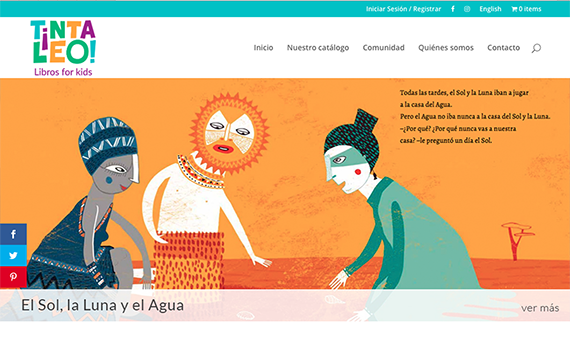 Iniciar Sesión / Registrar
English
0 items
TiNTA
LEO!
Libros for kids
Inicio
Nuestro catálogo
Comunidad
Quiénes somos
Contacto
Todas las tardes, el Sol y la Luna iban a jugar
a la casa del Agua.
Pero el Agua no iba nunca a la casa del Sol y la Luna.
–¿Por qué? ¿Por qué nunca vas a nuestra
casa? –le preguntó un día el Sol.
El Sol, la Luna y el Agua
ver más